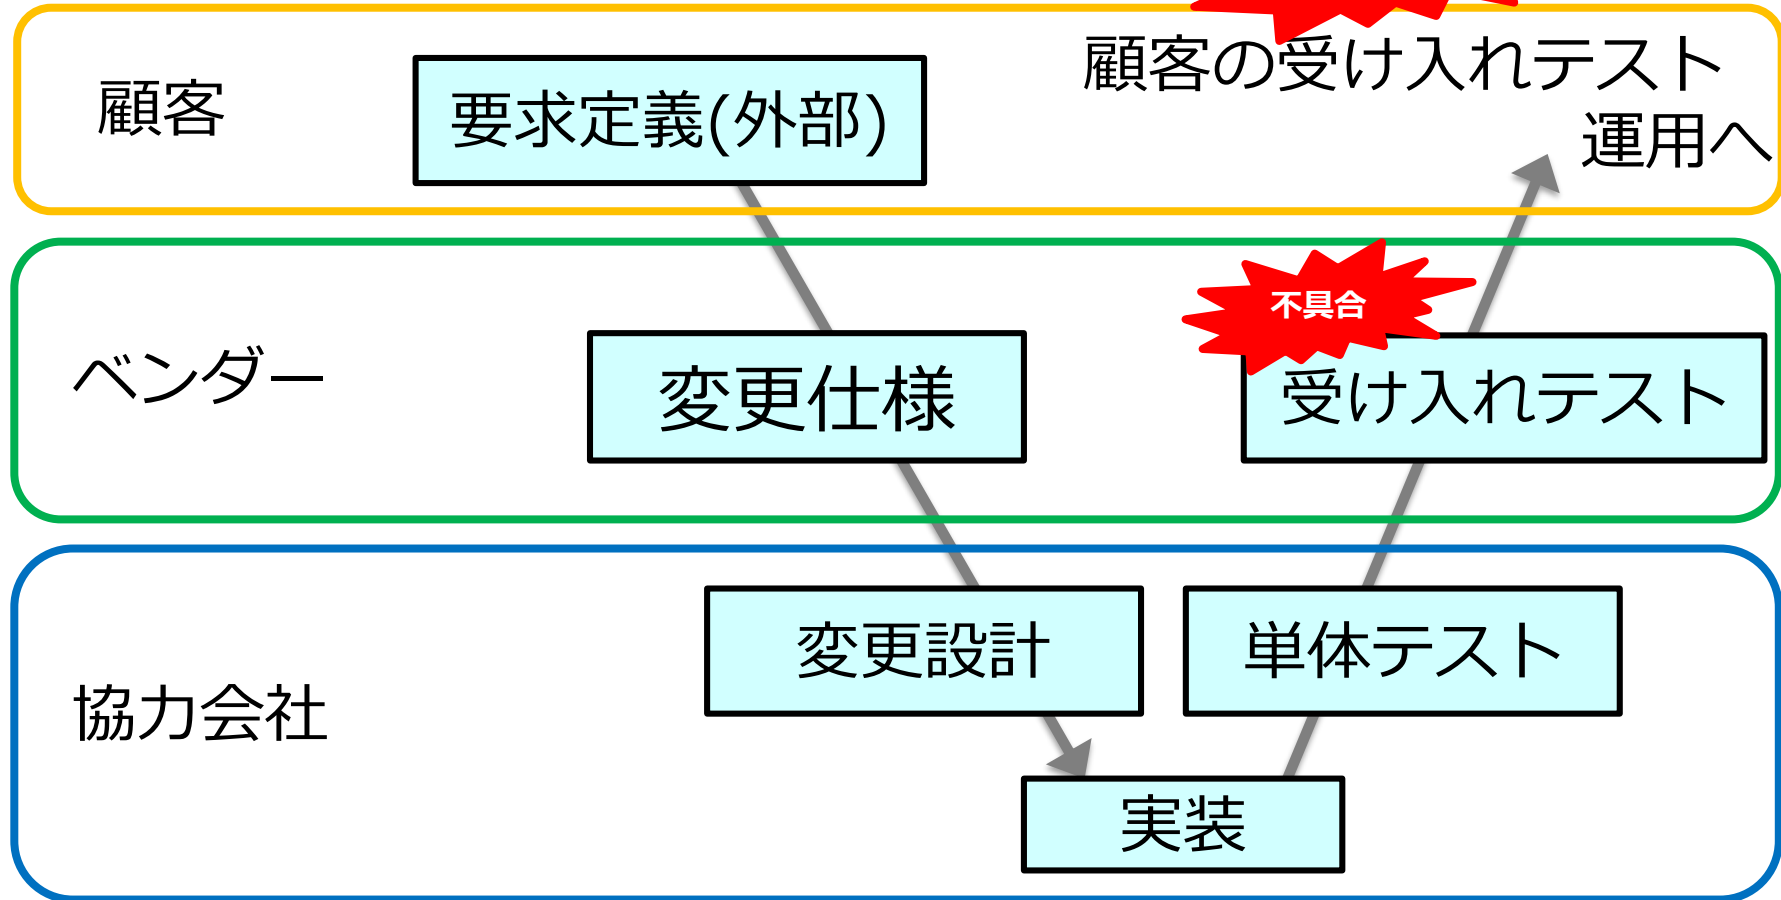 顧客
要求定義(外部)
顧客の受け入れテスト
運用へ
不具合
ベンダー
変更仕様
受け入れテスト
変更設計
単体テスト
協力会社
実装